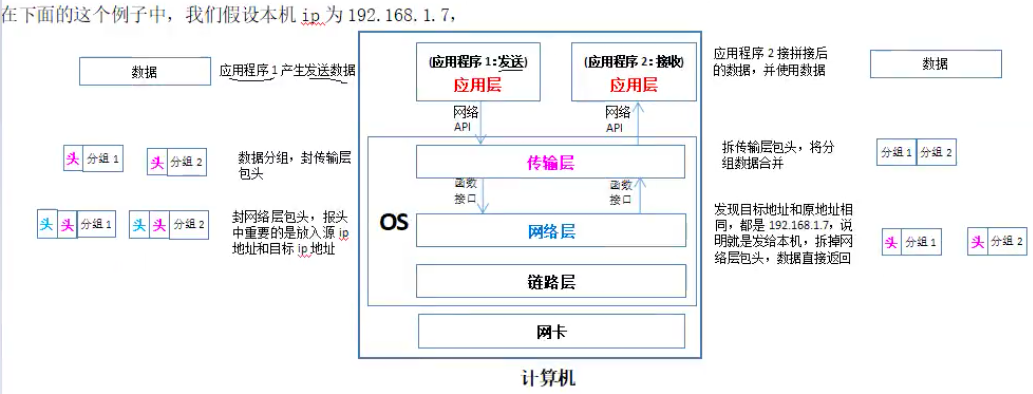 在下面的这个例子中，我们假设本机 ip 为 192.168.1.7，
数据
应用程序 1 产生发送数据
(应用程序 1:发送)
应用层
(应用程序 2:接收)
应用层
应用程序 2 接拼接后
的数据，并使用数据
数据
网络
API
网络
API
头
分组 1
头
分组 2
数据分组，封传输层
包头
传输层
拆传输层包头，将分
组数据合并
分组 1
分组 2
函数
接口
函数
接口
头
头
分组 1
头
头
分组 2
封网络层包头，报头
中重要的是放入源 ip
地址和目标 ip 地址
OS
网络层
发现目标地址和原地址相
同，都是 192.168.1.7，说
明就是发给本机，拆掉网
络层包头，数据直接返回
头
分组 1
头
分组 2
链路层
网卡
计算机